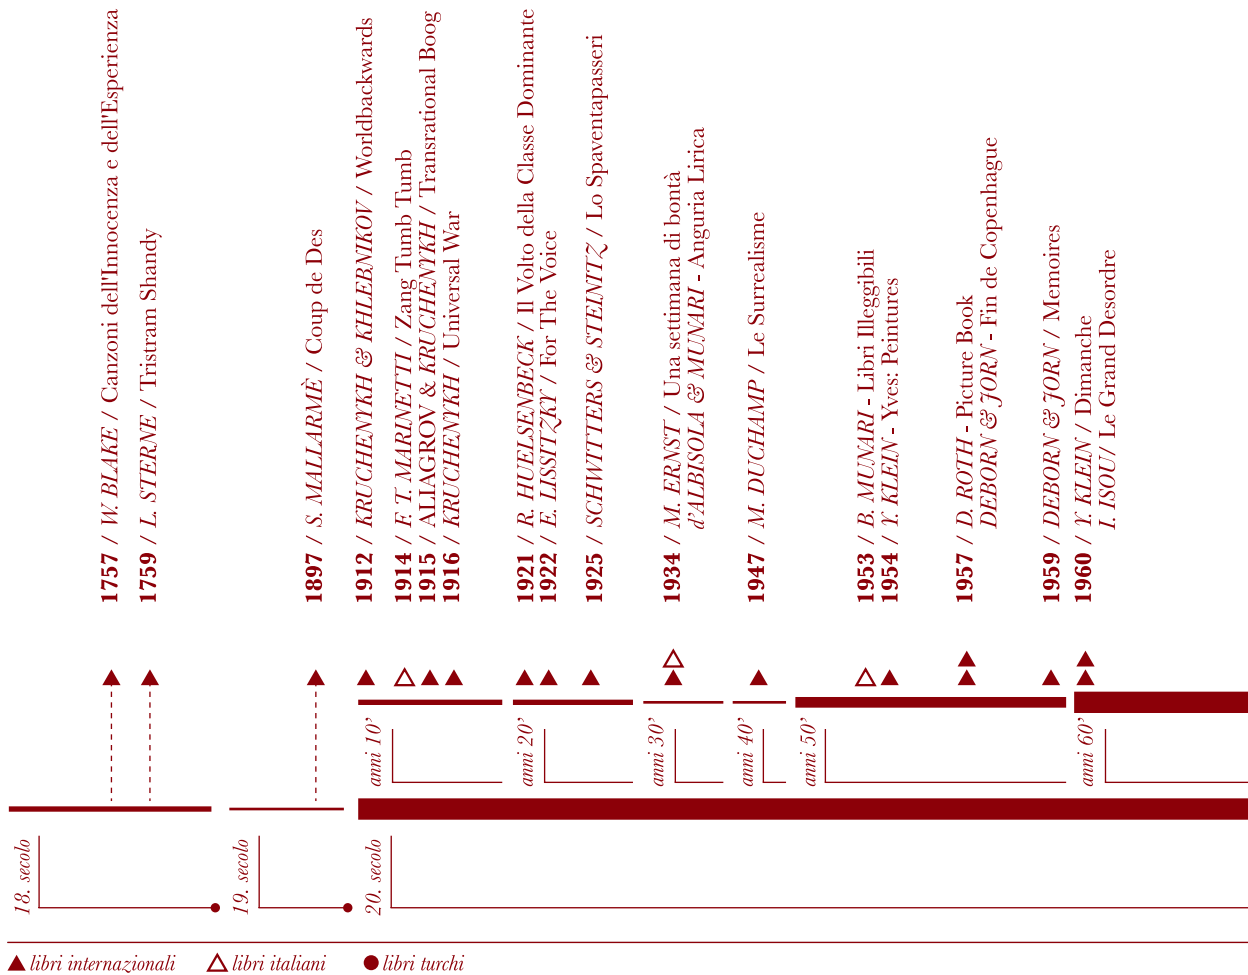 1757 / W. BLAKE / Canzoni dell'Innocenza e dell'Esperienza
1759 / L. STERNE / Tristram Shandy
1897 / S. MALLARMÈ / Coup de Des
1912 / KRUCHENYKH & KHLEBNIKOV / Worldbackwards
1914 / F. T. MARINETTI / Zang Tumb Tumb
1915 / ALIAGROV & KRUCHENYKH / Transrational Boog
1916 / KRUCHENYKH / Universal War
1921 / R. HUELSENBECK / Il Volto della Classe Dominante
1922 / E. LISSITZKY / For The Voice
1925 / SCHWITTERS & STEINITZ / Lo Spaventapasseri
1934 / M. ERNST / Una settimana di bontà
d'ALBISOLA & MUNARI - Anguria Lirica
1947 / M. DUCHAMP / Le Surrealisme
1953 / B. MUNARI - Libri Illeggibili
1954 / Y. KLEIN - Yves: Peintures
1957 / D. ROTH - Picture Book
DEBORN & JORN - Fin de Copenhague
1959 / DEBORN & JORN / Memoires
1960 / Y. KLEIN / Dimanche
I. ISOU/ Le Grand Desordre
anni 10'
anni 20'
anni 30'
anni 40'
anni 50'
anni 60'
18. secolo
19. secolo
20. secolo
libri internazionali
libri italiani
libri turchi